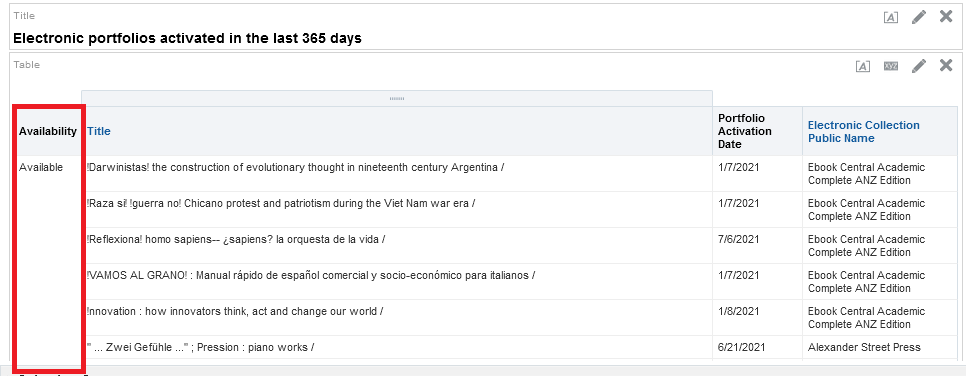 Title
Electronic portfolios activated in the last 365 days
Table
Availability
Title
Portfolio
Activation
Date
Electronic Collection
Public Name
Available
!Darwinistas! the construction of evolutionary thought in nineteenth century Argentina /
1/7/2021
Ebook Central Academic
Complete ANZ Edition
!Raza si! !guerra no! Chicano protest and patriotism during the Viet Nam war era /
1/7/2021
Ebook Central Academic
Complete ANZ Edition
!Reflexiona! homo sapiens-- ¿sapiens? la orquesta de la vida /
7/6/2021
Ebook Central Academic
Complete ANZ Edition
!VAMOS AL GRANO! : Manual rápido de español comercial y socio-económico para italianos /
1/7/2021
Ebook Central Academic
Complete ANZ Edition
!nnovation : how innovators think, act and change our world /
1/8/2021
Ebook Central Academic
Complete ANZ Edition
" ... Zwei Gefühle ..." ; Pression : piano works /
6/21/2021
Alexander Street Press